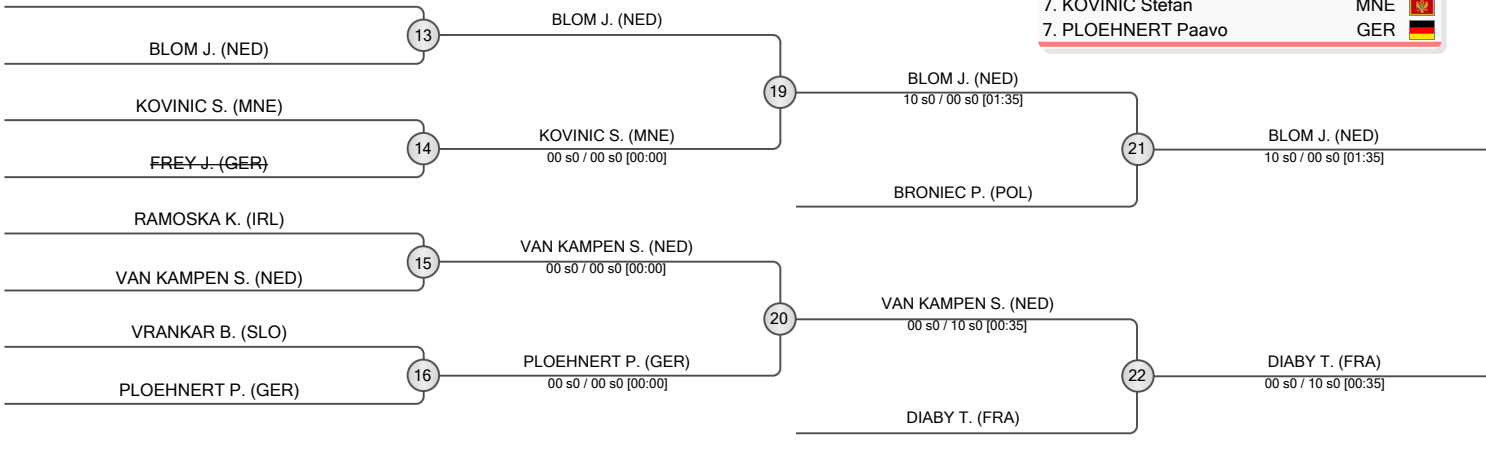 7. KOVINIC Stefan MNE
7. PLOEHNERT Paavo GER
13
BLOM J. (NED)
BLOM J. (NED)
KOVINIC S. (MNE)
14
FREY J. (GER)
KOVINIC S. (MNE)
00 s0 / 00 s0 [00:00]
RAMOSKA K. (IRL)
15
VAN KAMPEN S. (NED)
VAN KAMPEN S. (NED)
00 s0 / 00 s0 [00:00]
VRANKAR B. (SLO)
16
PLOEHNERT P. (GER)
PLOEHNERT P. (GER)
00 s0 / 00 s0 [00:00]
19
BLOM J. (NED)
10 s0 / 00 s0 [01:35]
BRONIEC P. (POL)
20
VAN KAMPEN S. (NED)
00 s0 / 10 s0 [00:35]
DIABY T. (FRA)
21
BLOM J. (NED)
10 s0 / 00 s0 [01:35]
22
DIABY T. (FRA)
00 s0 / 10 s0 [00:35]